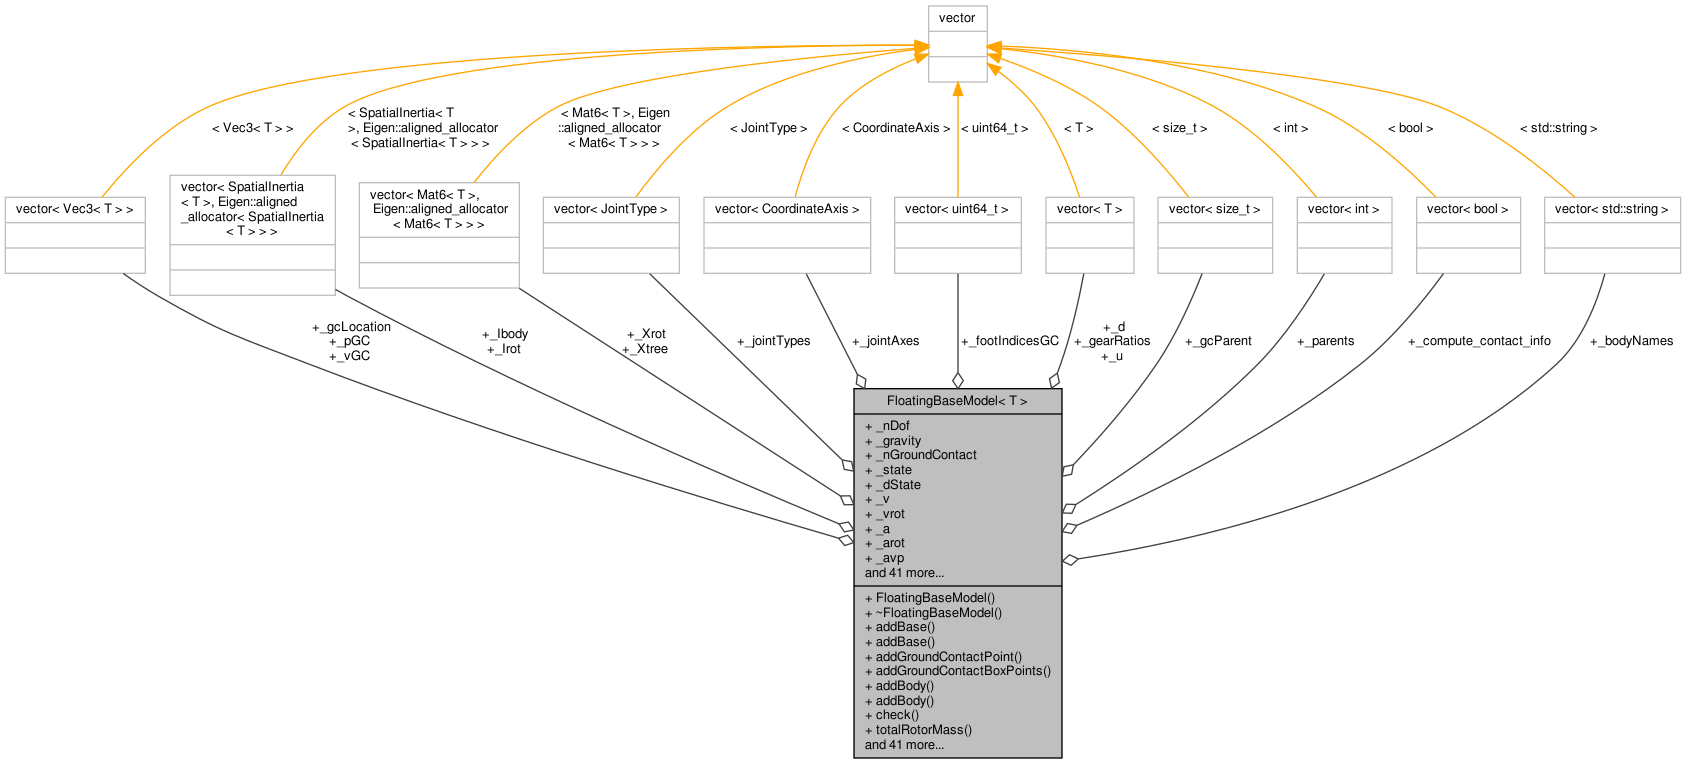 vector
< Vec3< T > >
< SpatialInertia< T
>, Eigen::aligned_allocator
< SpatialInertia< T > > >
< Mat6< T >, Eigen
::aligned_allocator
< Mat6< T > > >
< JointType >
< CoordinateAxis >
< uint64_t >
< T >
< size_t >
< int >
< bool >
< std::string >
vector< Vec3< T > >
vector< SpatialInertia
< T >, Eigen::aligned
_allocator< SpatialInertia
< T > > >
vector< Mat6< T >,
Eigen::aligned_allocator
< Mat6< T > > >
vector< JointType >
vector< CoordinateAxis >
vector< uint64_t >
vector< T >
vector< size_t >
vector< int >
vector< bool >
vector< std::string >
+_gcLocation
+_pGC
+_vGC
+_Ibody
+_Irot
+_Xrot
+_Xtree
+_jointTypes
+_jointAxes
+_footIndicesGC
+_d
+_gearRatios
+_u
+_gcParent
+_parents
+_compute_contact_info
+_bodyNames
FloatingBaseModel< T >
+ _nDof
+ _gravity
+ _nGroundContact
+ _state
+ _dState
+ _v
+ _vrot
+ _a
+ _arot
+ _avp
and 41 more...
+ FloatingBaseModel()
+ ~FloatingBaseModel()
+ addBase()
+ addBase()
+ addGroundContactPoint()
+ addGroundContactBoxPoints()
+ addBody()
+ addBody()
+ check()
+ totalRotorMass()
and 41 more...